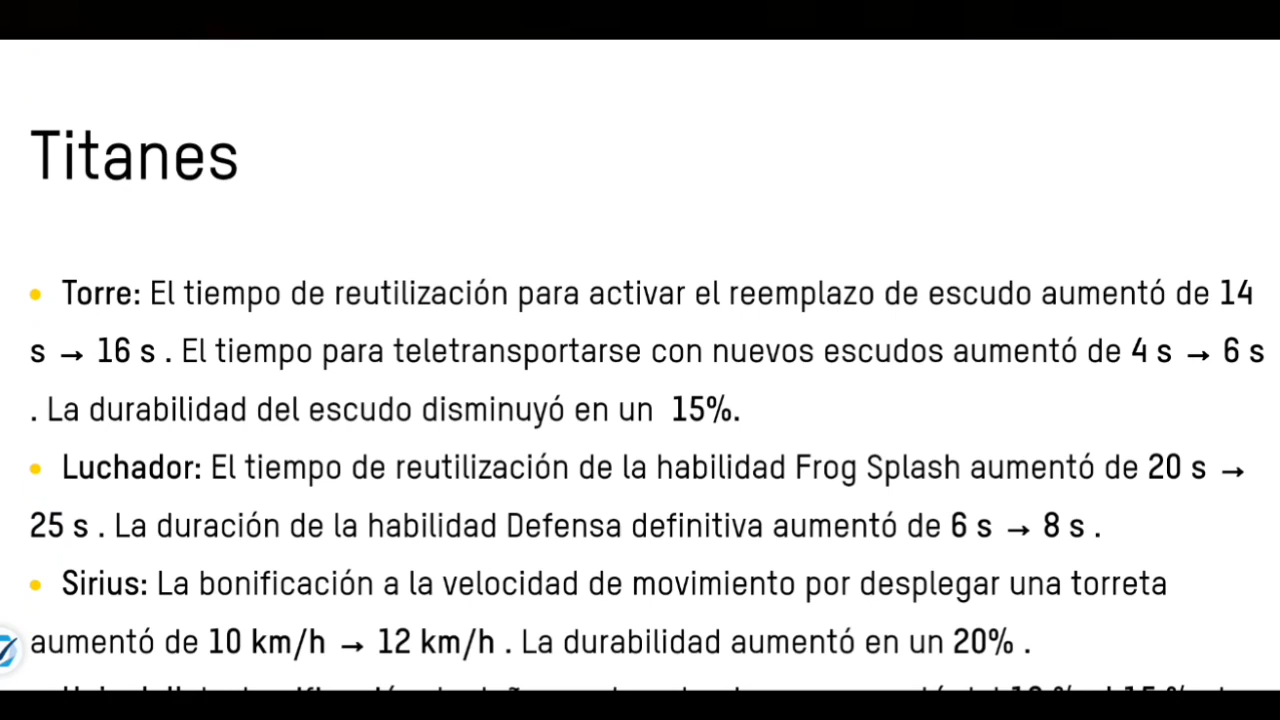 Titanes
• Torre: El tiempo de reutilización para activar el reemplazo de escudo aumentó de 14
s → 16 s . El tiempo para teletransportarse con nuevos escudos aumentó de 4 s → 6 s
. La durabilidad del escudo disminuyó en un 15%.
• Luchador: El tiempo de reutilización de la habilidad Frog Splash aumentó de 20 s →
25 s . La duración de la habilidad Defensa definitiva aumentó de 6 s → 8 s .
• Sirius: La bonificación a la velocidad de movimiento por desplegar una torreta
aumentó de 10 km/h → 12 km/h . La durabilidad aumentó en un 20% .